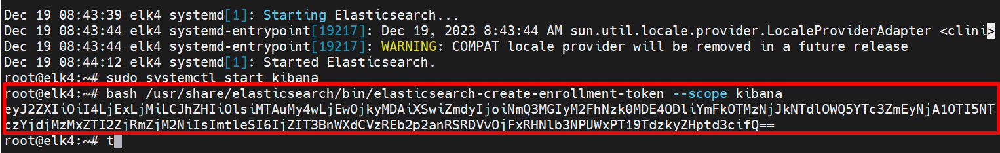 Dec 19 08:43:39 elk4 systemd[1]: Starting Elasticsearch...
Dec 19 08:43:44 elk4 systemd-entrypoint[19217]: Dec 19, 2023 8:43:44 AM sun.util.locale.provider.LocaleProviderAdapter <clini>
Dec 19 08:43:44 elk4 systemd-entrypoint[19217]: WARNING: COMPAT locale provider will be removed in a future release
Dec 19 08:44:12 elk4 systemd[1]: Started Elasticsearch.
root@elk4:~# sudo systemctl start kibana
root@elk4:~# bash /usr/share/elasticsearch/bin/elasticsearch-create-enrollment-token --scope kibana
eyJ2ZXIiOiI4LjExLjMiLCJhZHIiOlsiMTAuMy4wLjEwOjkyMDAiXSwiZmdyIjoiNmQ3MGIyM2FhNzk0MDE4ODliYmFkOTMzNjJkNTdlOWQ5YTc3ZmEyNjA1OTI5NT
czYjdjMzMxZTI2ZjRmZjM2NiIsImtleSI6IjZIT3BnWXdCVzREb2p2anRSRDVvOjFxRHNlb3NPUWxPT19TdzkyZHptd3cifQ==
root@elk4:~# t